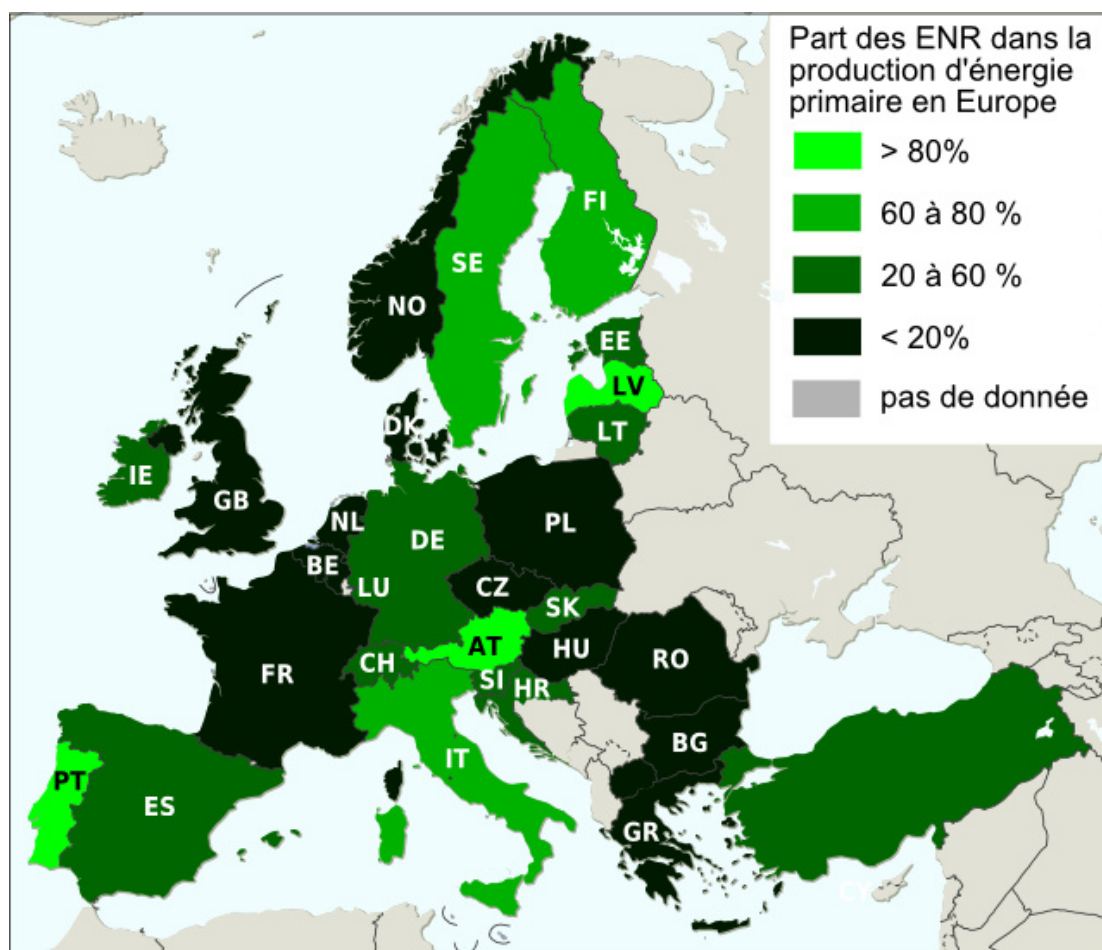 Part des ENR dans la
production d'énergie
primaire en Europe
> 80%
60 à 80 %
20 à 60 %
< 20%
pas de donnée
FI
SE
NO
EE
LV
LT
DK
IE
GB
NL
DE
PL
BE
LU
CZ
SK
AT
HU
CH
FR
SI
HR
RO
IT
BG
PT
ES
GR
CY